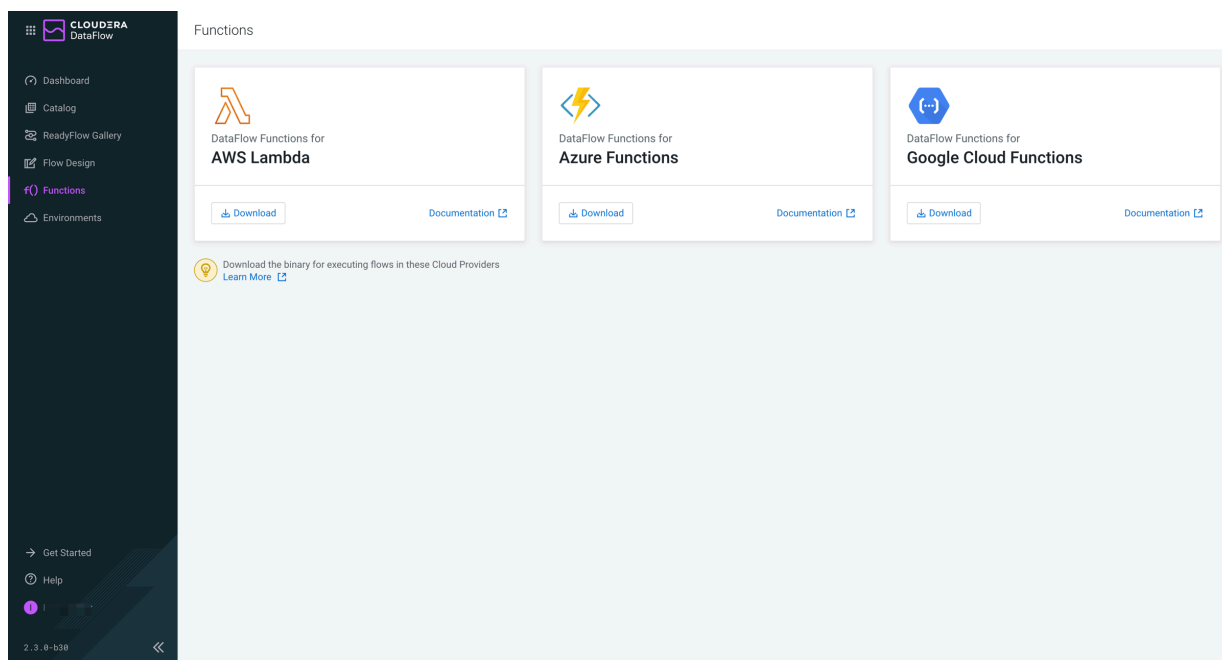 CLOUDERA
DataFlow
Dashboard
Catalog
ReadyFlow Gallery
Flow Design
f() Functions
Environments
Get Started
Help
2.3.0-b30
Functions
DataFlow Functions for
AWS Lambda
Download
Documentation
DataFlow Functions for
Azure Functions
Download
Documentation
DataFlow Functions for
Google Cloud Functions
Download
Documentation
Download the binary for executing flows in these Cloud Providers
Learn More